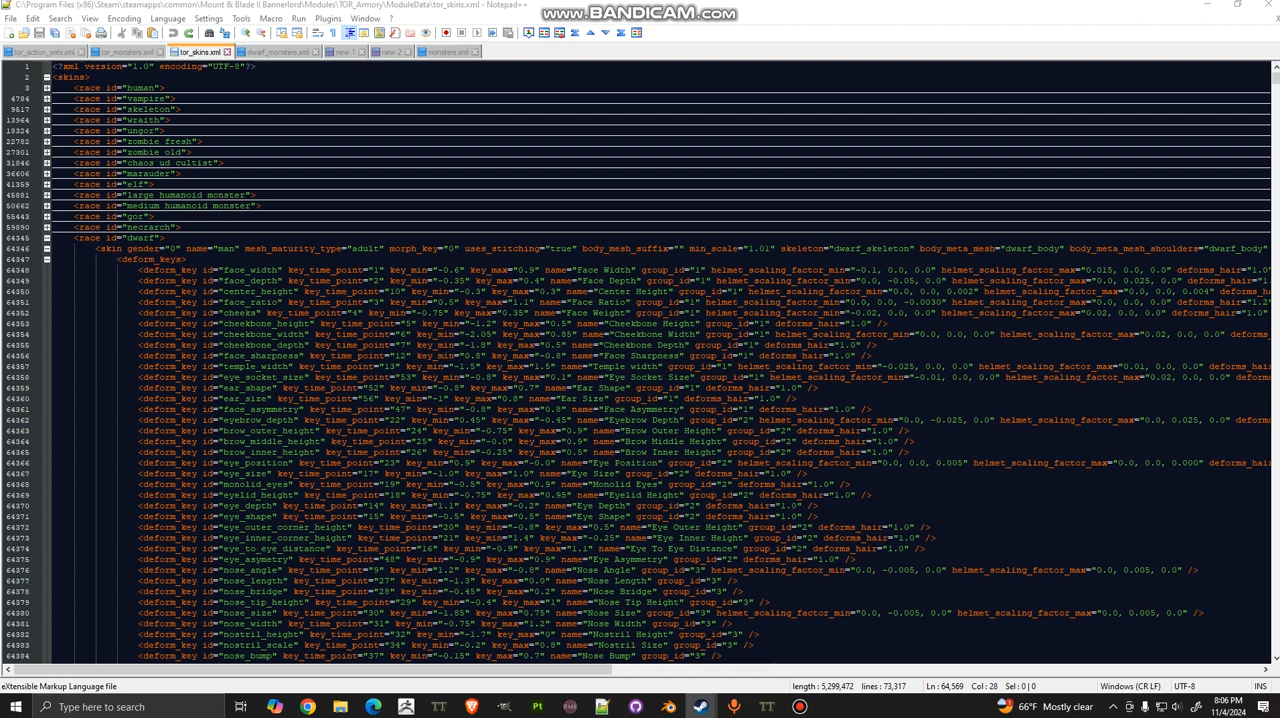 C:\Program Files (x86)\Steam\steamapps\common\Mount & Blade II Bannerlord\Modules\TOR_Armory\ModuleData\tor_skins.xml - Notepad++
www.BANDICAM.com
File Edit Search View Encoding Language Settings Tools Macro Run Plugins Window ?
tor_action_sets.xml tor_monsters.xml tor_skins.xml dwarf_monsters.xml new 1 new 2 monsters.xml
1 <?xml version="1.0" encoding="UTF-8"?>
2 <skins>
3 <race id="human">
4784 <race id="vampire">
9517 <race id="skeleton">
13964 <race id="wraith">
18324 <race id="ungor">
22782 <race id="zombie fresh">
27301 <race id="zombie old">
31846 <race id="chaos ud cultist">
36606 <race id="marauder">
41359 <race id="elf">
45881 <race id="large humanoid monster">
50662 <race id="medium humanoid monster">
55443 <race id="gor">
59890 <race id="necrarch">
64345 <race id="dwarf">
64346 <skin gender="0" name="man" mesh_maturity_type="adult" morph_key="0" uses_stitching="true" body_mesh_suffix="" min_scale="1.01" skeleton="dwarf_skeleton" body_meta_mesh="dwarf_body" body_meta_mesh_shoulders="dwarf_body"
64347 <deform_keys>
64348 <deform_key id="face_width" key_time_point="1" key_min="-0.6" key_max="0.9" name="Face Width" group_id="1" helmet_scaling_factor_min="-0.1, 0.0, 0.0" helmet_scaling_factor_max="0.015, 0.0, 0.0" deforms_hair="1.0"
64349 <deform_key id="face_depth" key_time_point="2" key_min="-0.35" key_max="0.4" name="Face Depth" group_id="1" helmet_scaling_factor_min="0.0, -0.05, 0.0" helmet_scaling_factor_max="0.0, 0.025, 0.0" deforms_hair="1.
64350 <deform_key id="center_height" key_time_point="10" key_min="-0.3" key_max="0.3" name="Center Height" group_id="1" helmet_scaling_factor_min="0.0, 0.0, 0.002" helmet_scaling_factor_max="0.0, 0.0, 0.004" deforms_h
64351 <deform_key id="face_ratio" key_time_point="3" key_min="0.5" key_max="1.1" name="Face Ratio" group_id="1" helmet_scaling_factor_min="0.0, 0.0, -0.0030" helmet_scaling_factor_max="0.0, 0.0, 0.0" deforms_hair="1.2"
64352 <deform_key id="cheeks" key_time_point="4" key_min="-0.75" key_max="0.35" name="Face Weight" group_id="1" helmet_scaling_factor_min="-0.02, 0.0, 0.0" helmet_scaling_factor_max="0.02, 0.0, 0.0" deforms_hair="1.0"
64353 <deform_key id="cheekbone_height" key_time_point="5" key_min="-1.2" key_max="0.5" name="Cheekbone Height" group_id="1" deforms_hair="1.0" />
64354 <deform_key id="cheekbone_width" key_time_point="6" key_min="-2.05" key_max="0.85" name="Cheekbone Width" group_id="1" helmet_scaling_factor_min="0.0, 0.0, 0.0" helmet_scaling_factor_max="0.02, 0.0, 0.0" deforms
64355 <deform_key id="cheekbone_depth" key_time_point="7" key_min="-1.8" key_max="0.5" name="Cheekbone Depth" group_id="1" deforms_hair="1.0" />
64356 <deform_key id="face_sharpness" key_time_point="12" key_min="0.8" key_max="-0.8" name="Face Sharpness" group_id="1" deforms_hair="1.0" />
64357 <deform_key id="temple_width" key_time_point="13" key_min="-1.5" key_max="1.5" name="Temple width" group_id="1" helmet_scaling_factor_min="-0.025, 0.0, 0.0" helmet_scaling_factor_max="0.01, 0.0, 0.0" deforms_hai
64358 <deform_key id="eye_socket_size" key_time_point="53" key_min="-0.8" key_max="0.1" name="Eye Socket Size" group_id="1" helmet_scaling_factor_min="-0.01, 0.0, 0.0" helmet_scaling_factor_max="0.02, 0.0, 0.0" deform
64359 <deform_key id="ear_shape" key_time_point="52" key_min="-0.8" key_max="0.7" name="Ear Shape" group_id="1" deforms_hair="1.0" />
64360 <deform_key id="ear_size" key_time_point="56" key_min="-1" key_max="0.8" name="Ear Size" group_id="1" deforms_hair="1.0" />
64361 <deform_key id="face_asymmetry" key_time_point="47" key_min="-0.8" key_max="0.8" name="Face Asymmetry" group_id="1" deforms_hair="1.0" />
64362 <deform_key id="eyebrow_depth" key_time_point="22" key_min="0.45" key_max="-0.45" name="Eyebrow Depth" group_id="2" helmet_scaling_factor_min="0.0, -0.025, 0.0" helmet_scaling_factor_max="0.0, 0.025, 0.0" deform
64363 <deform_key id="brow_outer_height" key_time_point="24" key_min="-0.75" key_max="0.9" name="Brow Outer Height" group_id="2" deforms_hair="1.0" />
64364 <deform_key id="brow_middle_height" key_time_point="25" key_min="-0.0" key_max="0.9" name="Brow Middle Height" group_id="2" deforms_hair="1.0" />
64365 <deform_key id="brow_inner_height" key_time_point="26" key_min="-0.25" key_max="0.5" name="Brow Inner Height" group_id="2" deforms_hair="1.0" />
64366 <deform_key id="eye_position" key_time_point="23" key_min="0.9" key_max="-0.0" name="Eye Position" group_id="2" helmet_scaling_factor_min="0.0, 0.0, 0.005" helmet_scaling_factor_max="0.0, 0.0, 0.000" deforms_hai
64367 <deform_key id="eye_size" key_time_point="17" key_min="-1.0" key_max="1.0" name="Eye Size" group_id="2" deforms_hair="1.0" />
64368 <deform_key id="monolid_eyes" key_time_point="19" key_min="-0.5" key_max="0.9" name="Monolid Eyes" group_id="2" deforms_hair="1.0" />
64369 <deform_key id="eyelid_height" key_time_point="18" key_min="-0.75" key_max="0.95" name="Eyelid Height" group_id="2" deforms_hair="1.0" />
64370 <deform_key id="eye_depth" key_time_point="14" key_min="1.1" key_max="-0.2" name="Eye Depth" group_id="2" deforms_hair="1.0" />
64371 <deform_key id="eye_shape" key_time_point="15" key_min="-0.5" key_max="0.5" name="Eye Shape" group_id="2" deforms_hair="1.0" />
64372 <deform_key id="eye_outer_corner_height" key_time_point="20" key_min="-0.8" key_max="0.5" name="Eye Outer Height" group_id="2" deforms_hair="1.0" />
64373 <deform_key id="eye_inner_corner_height" key_time_point="21" key_min="1.4" key_max="-0.25" name="Eye Inner Height" group_id="2" deforms_hair="1.0" />
64374 <deform_key id="eye_to_eye_distance" key_time_point="16" key_min="-0.9" key_max="1.1" name="Eye To Eye Distance" group_id="2" deforms_hair="1.0" />
64375 <deform_key id="eye_asymetry" key_time_point="48" key_min="-0.9" key_max="0.9" name="Eye Asymmetry" group_id="2" deforms_hair="1.0" />
64376 <deform_key id="nose_angle" key_time_point="9" key_min="1.2" key_max="-0.8" name="Nose Angle" group_id="3" helmet_scaling_factor_min="0.0, -0.005, 0.0" helmet_scaling_factor_max="0.0, 0.005, 0.0" />
64377 <deform_key id="nose_length" key_time_point="27" key_min="-1.3" key_max="0.0" name="Nose Length" group_id="3" />
64378 <deform_key id="nose_bridge" key_time_point="28" key_min="-0.45" key_max="0.2" name="Nose Bridge" group_id="3" />
64379 <deform_key id="nose_tip_height" key_time_point="29" key_min="-0.4" key_max="1" name="Nose Tip Height" group_id="3" />
64380 <deform_key id="nose_size" key_time_point="30" key_min="-1.85" key_max="0.75" name="Nose Size" group_id="3" helmet_scaling_factor_min="0.0, -0.005, 0.0" helmet_scaling_factor_max="0.0, 0.005, 0.0" />
64381 <deform_key id="nose_width" key_time_point="31" key_min="-0.75" key_max="1.2" name="Nose Width" group_id="3" />
64382 <deform_key id="nostril_height" key_time_point="32" key_min="-1.7" key_max="0" name="Nostril Height" group_id="3" />
64383 <deform_key id="nostril_scale" key_time_point="34" key_min="-0.2" key_max="0.8" name="Nostril Size" group_id="3" />
64384 <deform_key id="nose_bump" key_time_point="37" key_min="-0.15" key_max="0.7" name="Nose Bump" group_id="3" />
eXtensible Markup Language file length : 5,299,472 lines : 73,317 Ln : 64,569 Col : 28 Sel : 0 | 0 Windows (CR LF) UTF-8 INS
Type here to search TT Pt TT 66°F Mostly clear 8:06 PM
11/4/2024